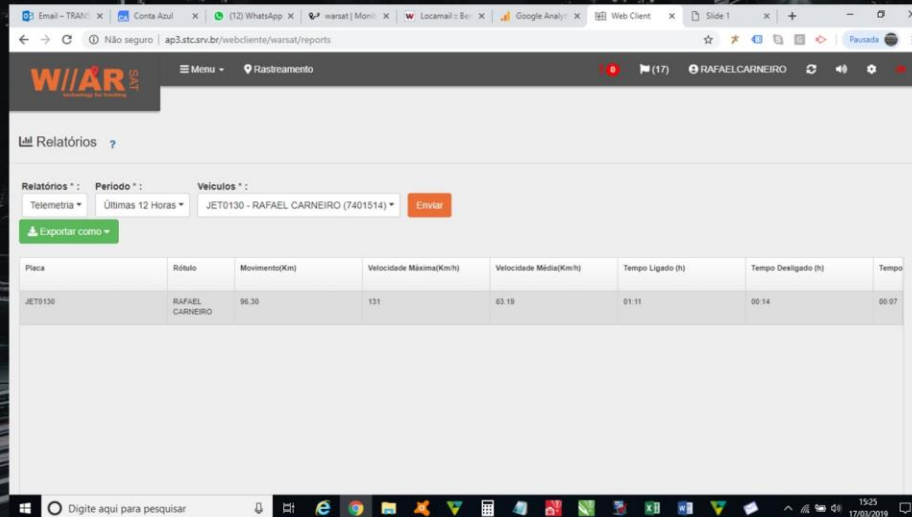 Email – TRAN
Conta Azul
(12) WhatsApp
warsat | Moni
Locamail :: Be
Google Analyt
Web Client
Slide 1
Não seguro | ap3.stc.srv.br/webcliente/warsat/reports
Pausada
W//ÁR SAT
technology for tracking
Menu
Rastreamento
0
(17)
RAFAELCARNEIRO
Relatórios ?
Relatórios * : Período * : Veículos * :
Telemetria Últimas 12 Horas JET0130 - RAFAEL CARNEIRO (7401514) Enviar
Exportar como
Placa Rótulo Movimento(Km) Velocidade Máxima(Km/h) Velocidade Média(Km/h) Tempo Ligado (h) Tempo Desligado (h) Tempo
JET0130 RAFAEL CARNEIRO 96.30 131 63.19 01:11 00:14 00:07
Digite aqui para pesquisar
15:25
17/03/2019